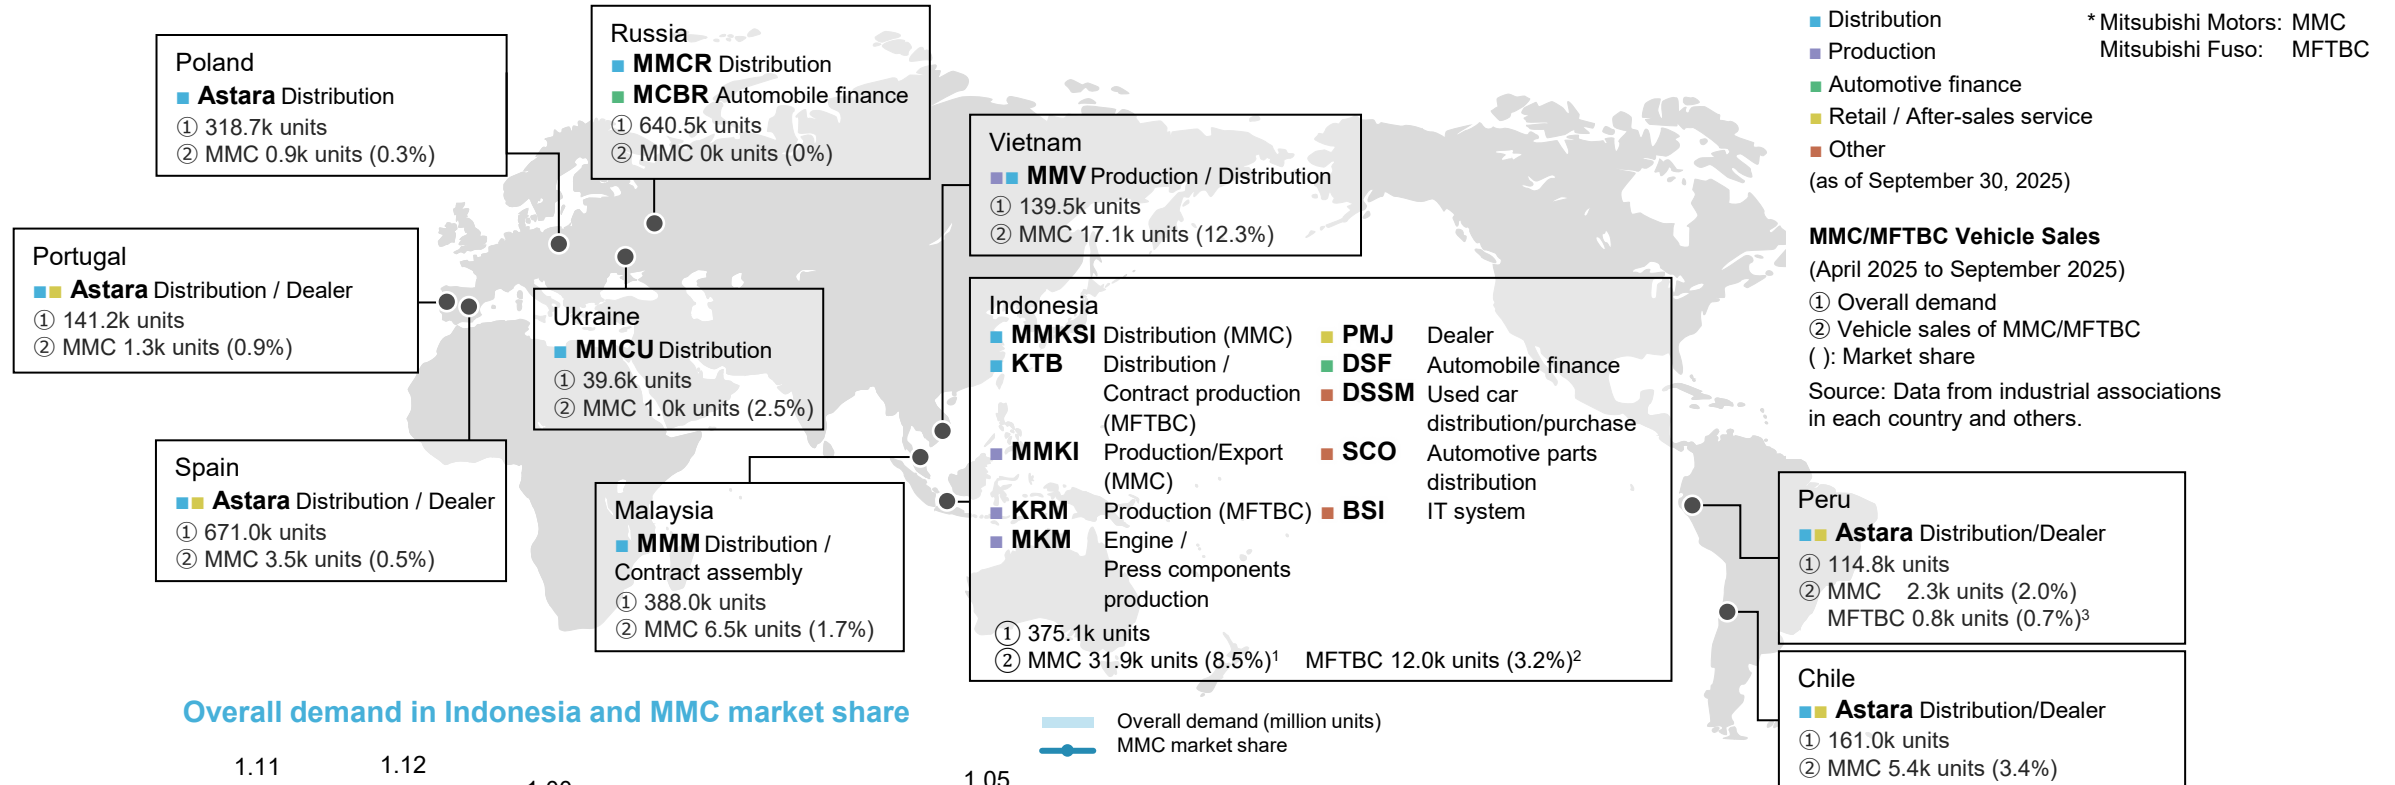 Poland
Astara Distribution
① 318.7k units
② MMC 0.9k units (0.3%)
Russia
MMCR Distribution
MCBR Automobile finance
① 640.5k units
② MMC 0k units (0%)
Vietnam
MMV Production / Distribution
① 139.5k units
② MMC 17.1k units (12.3%)
Distribution
Production
Automotive finance
Retail / After-sales service
Other
(as of September 30, 2025)
* Mitsubishi Motors: MMC
Mitsubishi Fuso: MFTBC
MMC/MFTBC Vehicle Sales
(April 2025 to September 2025)
① Overall demand
② Vehicle sales of MMC/MFTBC
( ): Market share
Source: Data from industrial associations
in each country and others.
Portugal
Astara Distribution / Dealer
① 141.2k units
② MMC 1.3k units (0.9%)
Ukraine
MMCU Distribution
① 39.6k units
② MMC 1.0k units (2.5%)
Spain
Astara Distribution / Dealer
① 671.0k units
② MMC 3.5k units (0.5%)
Malaysia
MMM Distribution /
Contract assembly
① 388.0k units
② MMC 6.5k units (1.7%)
Indonesia
MMKSI Distribution (MMC)
KTB Distribution /
Contract production
(MFTBC)
MMKI Production/Export
(MMC)
KRM Production (MFTBC)
MKM Engine /
Press components
production
PMJ Dealer
DSF Automobile finance
DSSM Used car
distribution/purchase
SCO Automotive parts
distribution
BSI IT system
① 375.1k units
② MMC 31.9k units (8.5%)1 MFTBC 12.0k units (3.2%)2
Peru
Astara Distribution/Dealer
① 114.8k units
② MMC 2.3k units (2.0%)
MFTBC 0.8k units (0.7%)3
Chile
Astara Distribution/Dealer
① 161.0k units
② MMC 5.4k units (3.4%)
Overall demand in Indonesia and MMC market share
Overall demand (million units)
MMC market share
1.11
1.12
1.05